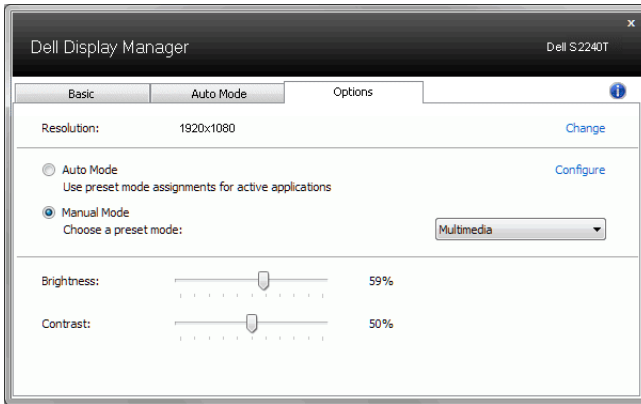 x
Dell Display Manager
Dell S2240T
Basic
Auto Mode
Options
Resolution: 1920x1080 Change
Auto Mode Configure
Use preset mode assignments for active applications
Manual Mode
Choose a preset mode: Multimedia
Brightness: 59%
Contrast: 50%